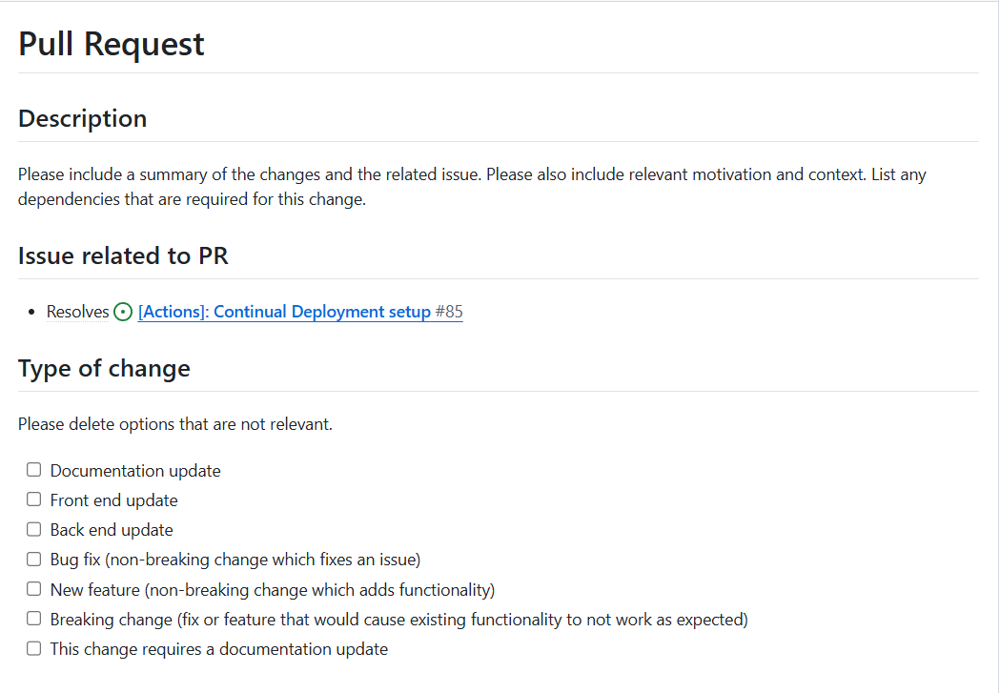 Pull Request
Description
Please include a summary of the changes and the related issue. Please also include relevant motivation and context. List any
dependencies that are required for this change.
Issue related to PR
Resolves [Actions]: Continual Deployment setup #85
Type of change
Please delete options that are not relevant.
Documentation update
Front end update
Back end update
Bug fix (non-breaking change which fixes an issue)
New feature (non-breaking change which adds functionality)
Breaking change (fix or feature that would cause existing functionality to not work as expected)
This change requires a documentation update